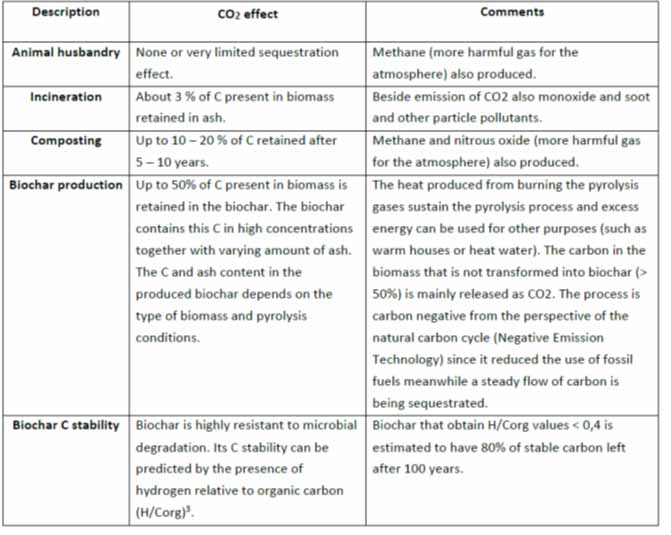 Description
CO₂ effect
Comments
Animal husbandry
None or very limited sequestration
effect.
Methane (more harmful gas for the
atmosphere) also produced.
Incineration
About 3 % of C present in biomass
retained in ash.
Beside emission of CO2 also monoxide and soot
and other particle pollutants.
Composting
Up to 10 – 20 % of C retained after
5 – 10 years.
Methane and nitrous oxide (more harmful gas
for the atmosphere) also produced.
Biochar production
Up to 50% of C present in biomass is
retained in the biochar. The biochar
contains this C in high concentrations
together with varying amount of ash.
The C and ash content in the
produced biochar depends on the
type of biomass and pyrolysis
conditions.
The heat produced from burning the pyrolysis
gases sustain the pyrolysis process and excess
energy can be used for other purposes (such as
warm houses or heat water). The carbon in the
biomass that is not transformed into biochar (>
50%) is mainly released as CO2. The process is
carbon negative from the perspective of the
natural carbon cycle (Negative Emission
Technology) since it reduced the use of fossil
fuels meanwhile a steady flow of carbon is
being sequestrated.
Biochar C stability
Biochar is highly resistant to microbial
degradation. Its C stability can be
predicted by the presence of
hydrogen relative to organic carbon
(H/Corg)³.
Biochar that obtain H/Corg values < 0,4 is
estimated to have 80% of stable carbon left
after 100 years.